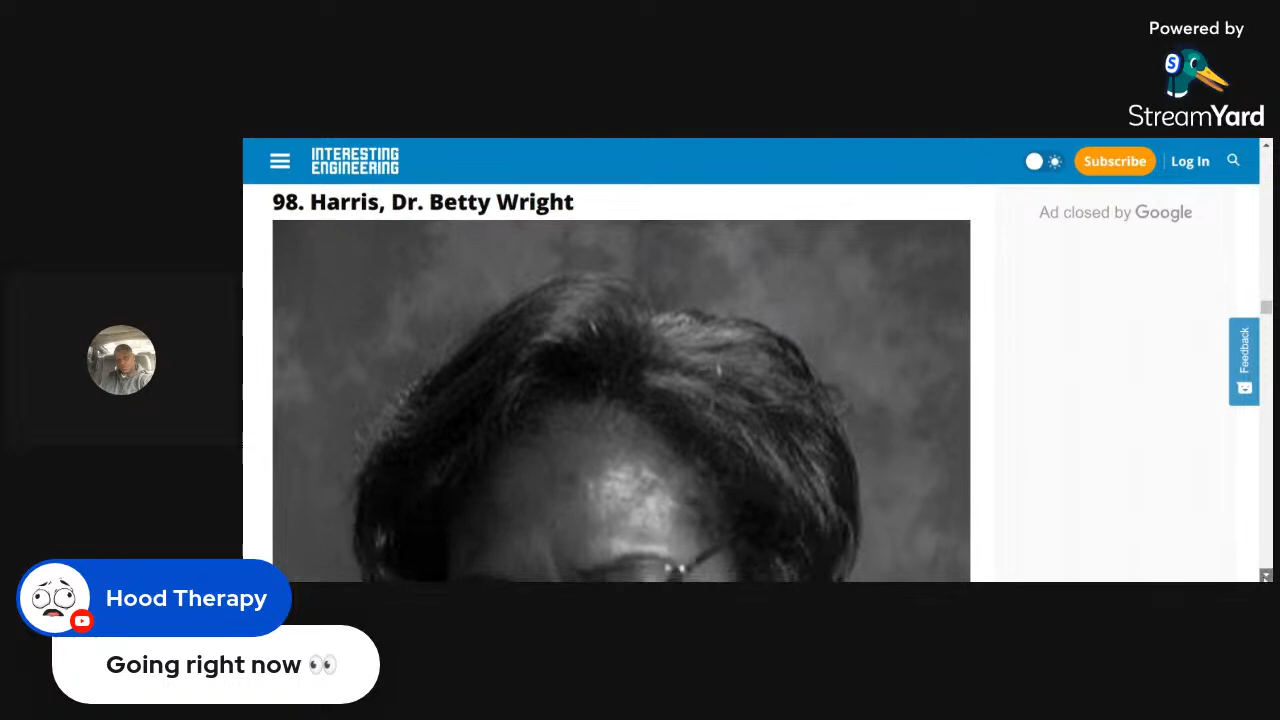 Powered by
StreamYard
INTERESTING
ENGINEERING
Subscribe
Log In
98. Harris, Dr. Betty Wright
Ad closed by Google
Feedback
Hood Therapy
Going right now 👀